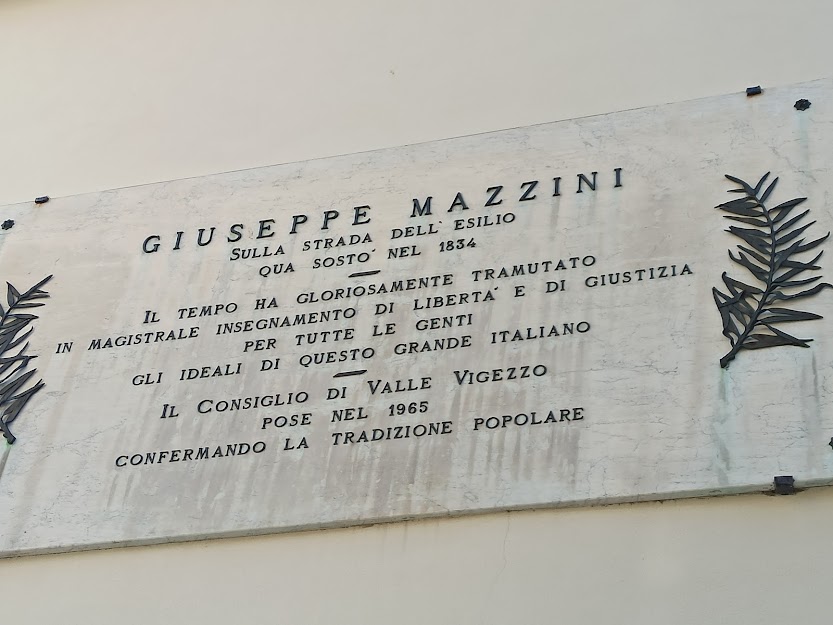 GIUSEPPE MAZZINI
SULLA STRADA DELL' ESILIO
QUA SOSTO' NEL 1834
IL TEMPO HA GLORIOSAMENTE TRAMUTATO
IN MAGISTRALE INSEGNAMENTO DI LIBERTA' E DI GIUSTIZIA
PER TUTTE LE GENTI
GLI IDEALI DI QUESTO GRANDE ITALIANO
IL CONSIGLIO DI VALLE VIGEZZO
POSE NEL 1965
CONFERMANDO LA TRADIZIONE POPOLARE